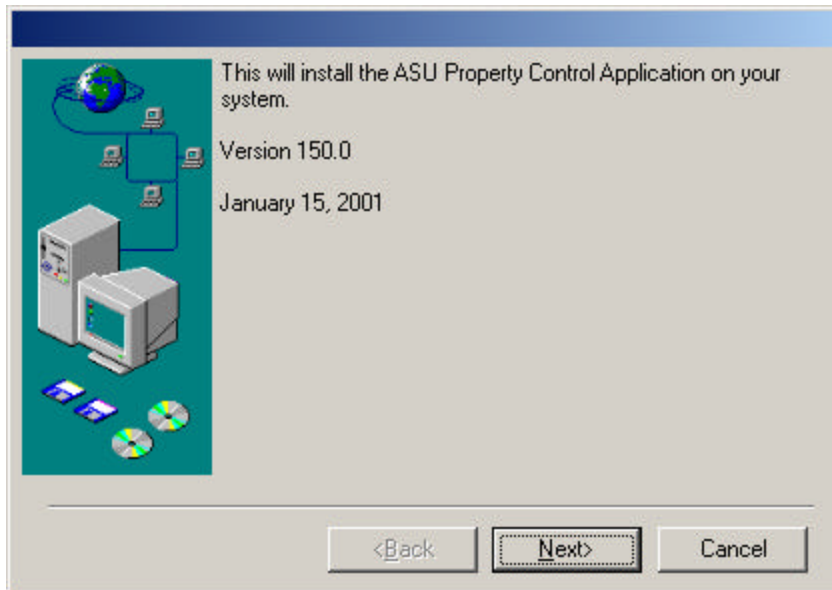 This will install the ASU Property Control Application on your
system.
Version 150.0
January 15, 2001
<Back
Next>
Cancel